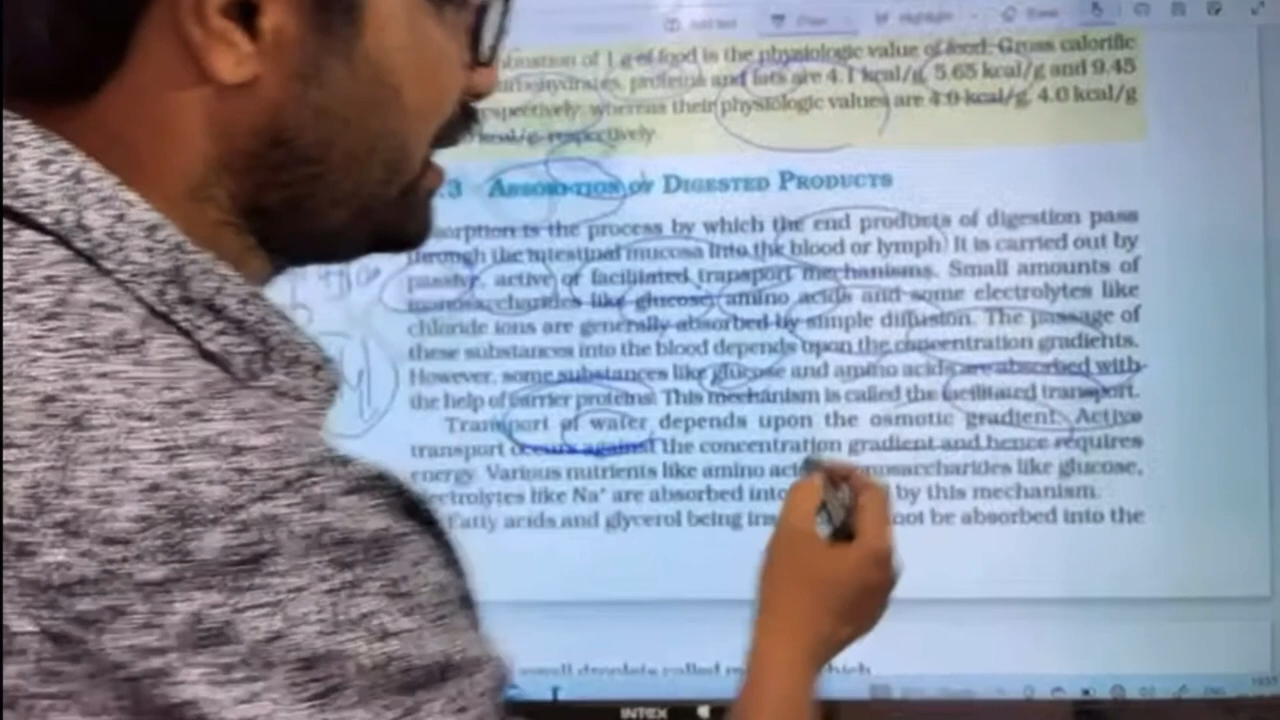 of 1 g of food is the physiologic value of food. Gross calorific
proteins and fats are 4.1 kcal/g, 5.65 kcal/g and 9.45
whereas their physiologic values are 4.0 kcal/g, 4.0 kcal/g
kcal/g, respectively.
.3 ABSORPTION OF DIGESTED PRODUCTS
sorption is the process by which the end products of digestion pass
through the intestinal mucosa into the blood or lymph. It is carried out by
passive, active or facilitated transport mechanisms. Small amounts of
monosaccharides like glucose, amino acids and some electrolytes like
chloride ions are generally absorbed by simple diffusion. The passage of
these substances into the blood depends upon the concentration gradients.
However, some substances like glucose and amino acids are absorbed with
the help of carrier proteins. This mechanism is called the facilitated transport.
Transport of water depends upon the osmotic gradient. Active
transport occurs against the concentration gradient and hence requires
energy. Various nutrients like amino acid nosaccharides like glucose,
electrolytes like Na⁺ are absorbed into by this mechanism.
Fatty acids and glycerol being ins not be absorbed into the
small droplets called which
INTEX